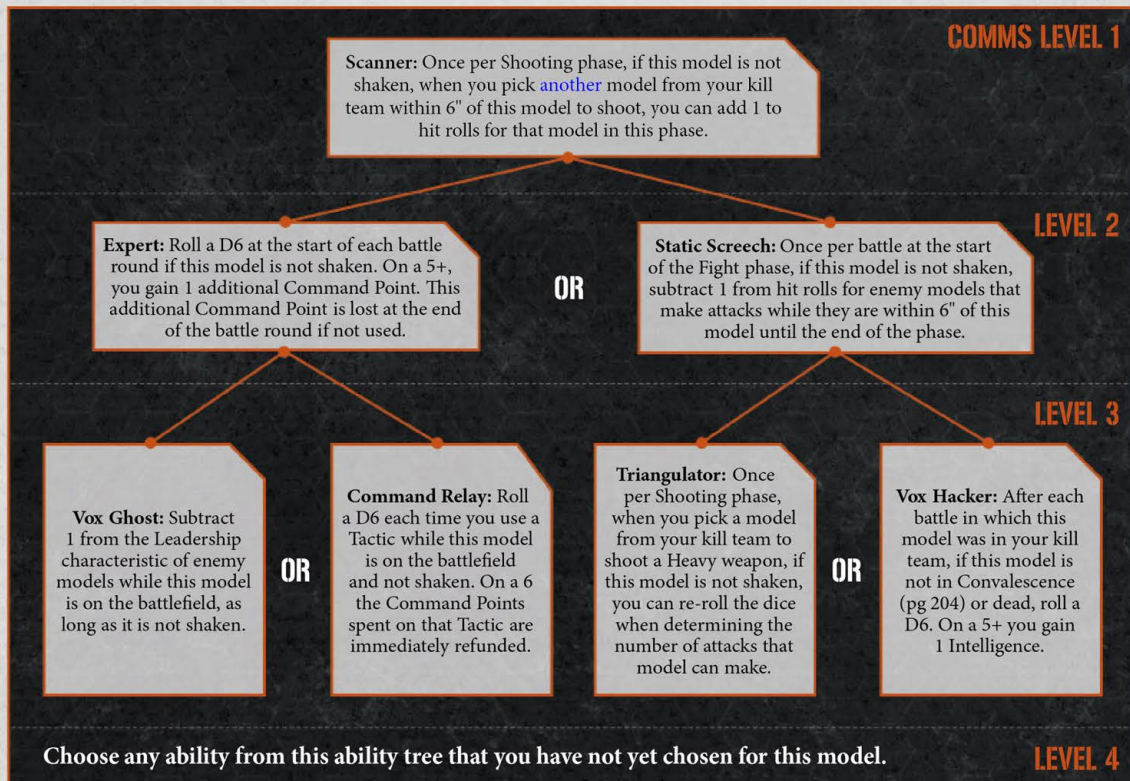 COMMS LEVEL 1
Scanner: Once per Shooting phase, if this model is not
shaken, when you pick another model from your kill
team within 6" of this model to shoot, you can add 1 to
hit rolls for that model in this phase.
LEVEL 2
Expert: Roll a D6 at the start of each battle
round if this model is not shaken. On a 5+,
you gain 1 additional Command Point. This
additional Command Point is lost at the end
of the battle round if not used.
OR
Static Screech: Once per battle at the start
of the Fight phase, if this model is not shaken,
subtract 1 from hit rolls for enemy models that
make attacks while they are within 6" of this
model until the end of the phase.
LEVEL 3
Vox Ghost: Subtract
1 from the Leadership
characteristic of enemy
models while this model
is on the battlefield, as
long as it is not shaken.
OR
Command Relay: Roll
a D6 each time you use a
Tactic while this model
is on the battlefield
and not shaken. On a 6
the Command Points
spent on that Tactic are
immediately refunded.
Triangulator: Once
per Shooting phase,
when you pick a model
from your kill team to
shoot a Heavy weapon, if
this model is not shaken,
you can re-roll the dice
when determining the
number of attacks that
model can make.
OR
Vox Hacker: After each
battle in which this
model was in your kill
team, if this model is
not in Convalescence
(pg 204) or dead, roll a
D6. On a 5+ you gain
1 Intelligence.
Choose any ability from this ability tree that you have not yet chosen for this model.
LEVEL 4